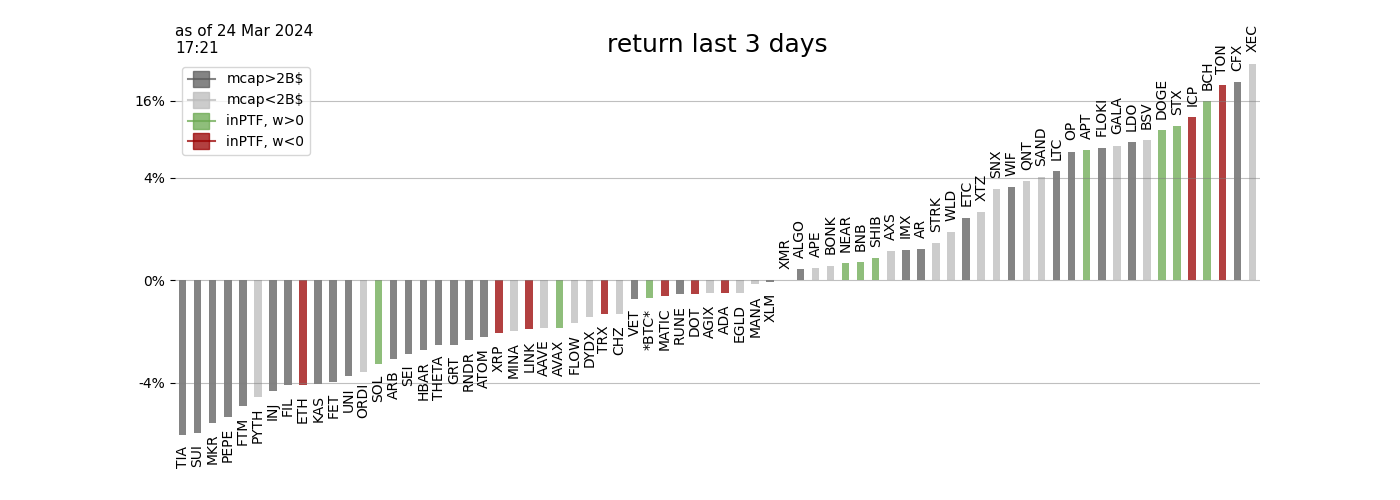 as of 24 Mar 2024
17:21
return last 3 days
mcap>2B$
mcap<2B$
inPTF, w>0
inPTF, w<0
16%
4%
0%
-4%
TIA
SUI
MKR
PEPE
FTM
PYTH
INJ
FIL
ETH
KAS
FET
UNI
ORDI
SOL
ARB
SEI
HBAR
THETA
GRT
RNDR
ATOM
XRP
MINA
LINK
AAVE
AVAX
FLOW
DYDX
TRX
CHZ
VET
*BTC*
MATIC
RUNE
DOT
AGIX
ADA
EGLD
MANA
XLM
XMR
ALGO
APE
BONK
NEAR
BNB
SHIB
AXS
IMX
AR
STRK
WLD
ETC
XTZ
SNX
WIF
QNT
SAND
LTC
OP
APT
FLOKI
GALA
LDO
BSV
DOGE
STX
ICP
BCH
TON
CFX
XEC